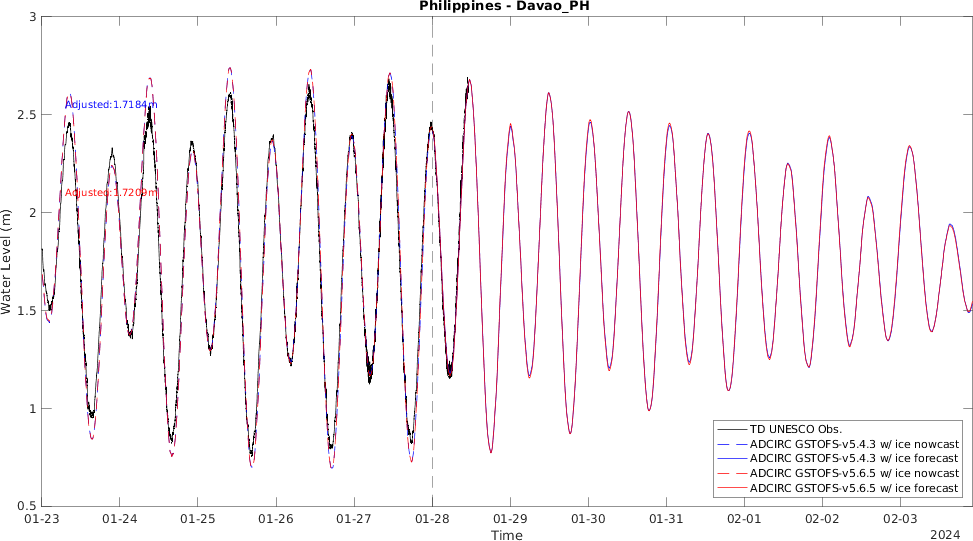 Philippines - Davao_PH
3
2.5
2
1.5
1
0.5
Water Level (m)
Adjusted:1.7184m
Adjusted:1.7209m
TD UNESCO Obs.
ADCIRC GSTOFS-v5.4.3 w/ ice nowcast
ADCIRC GSTOFS-v5.4.3 w/ ice forecast
ADCIRC GSTOFS-v5.6.5 w/ ice nowcast
ADCIRC GSTOFS-v5.6.5 w/ ice forecast
01-23 01-24 01-25 01-26 01-27 01-28 01-29 01-30 01-31 02-01 02-02 02-03
Time
2024